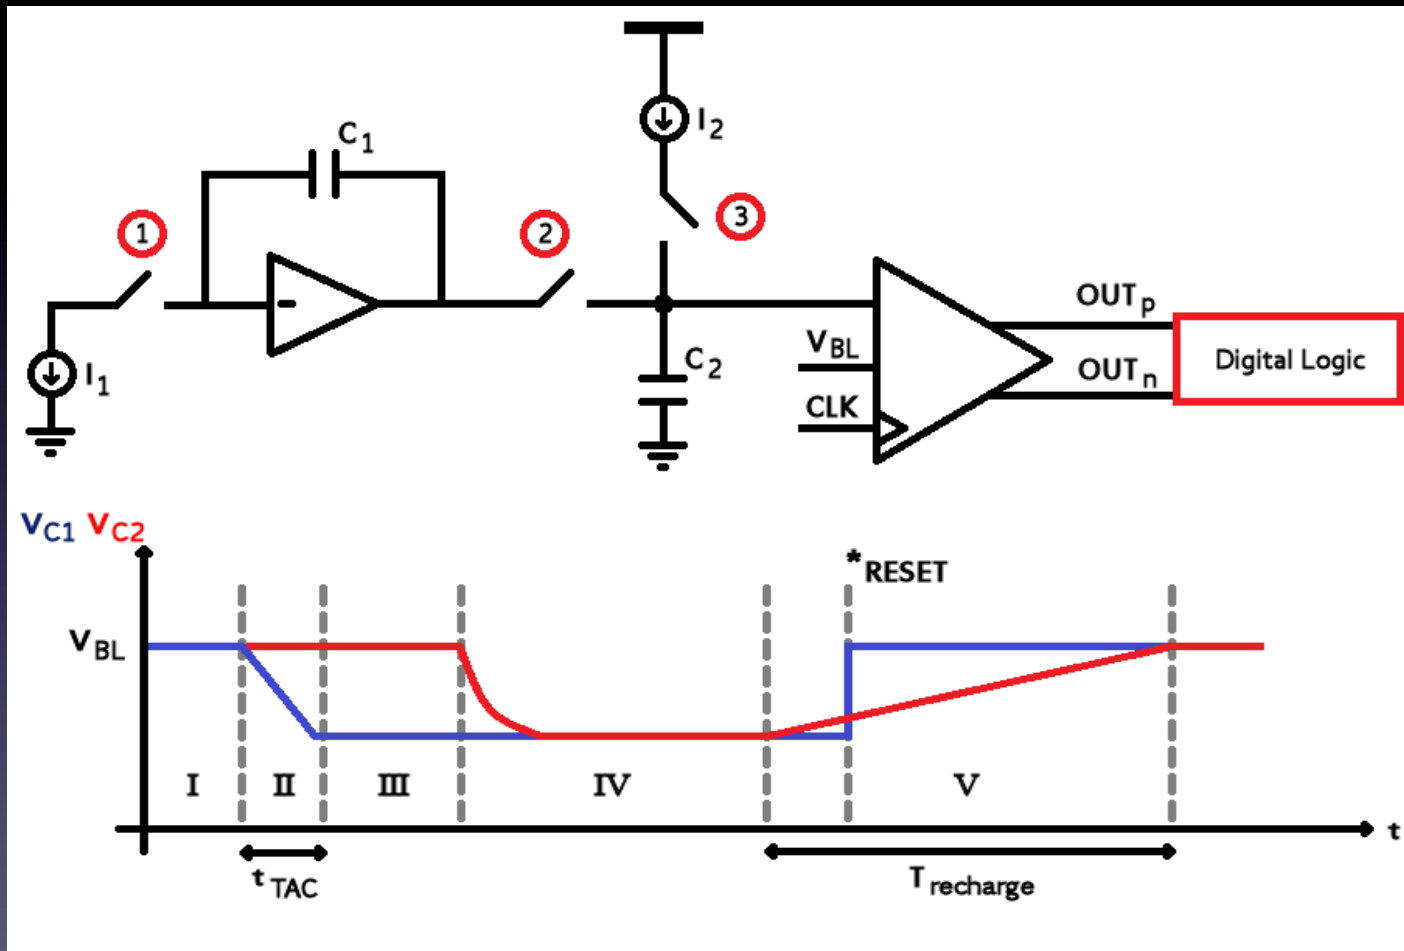 C1
I2
1
2
3
I1
-
OUTp
VBL
C2
OUTn
CLK
Digital Logic
VC1 VC2
*RESET
VBL
I II III IV V
t
tTAC
Trecharge